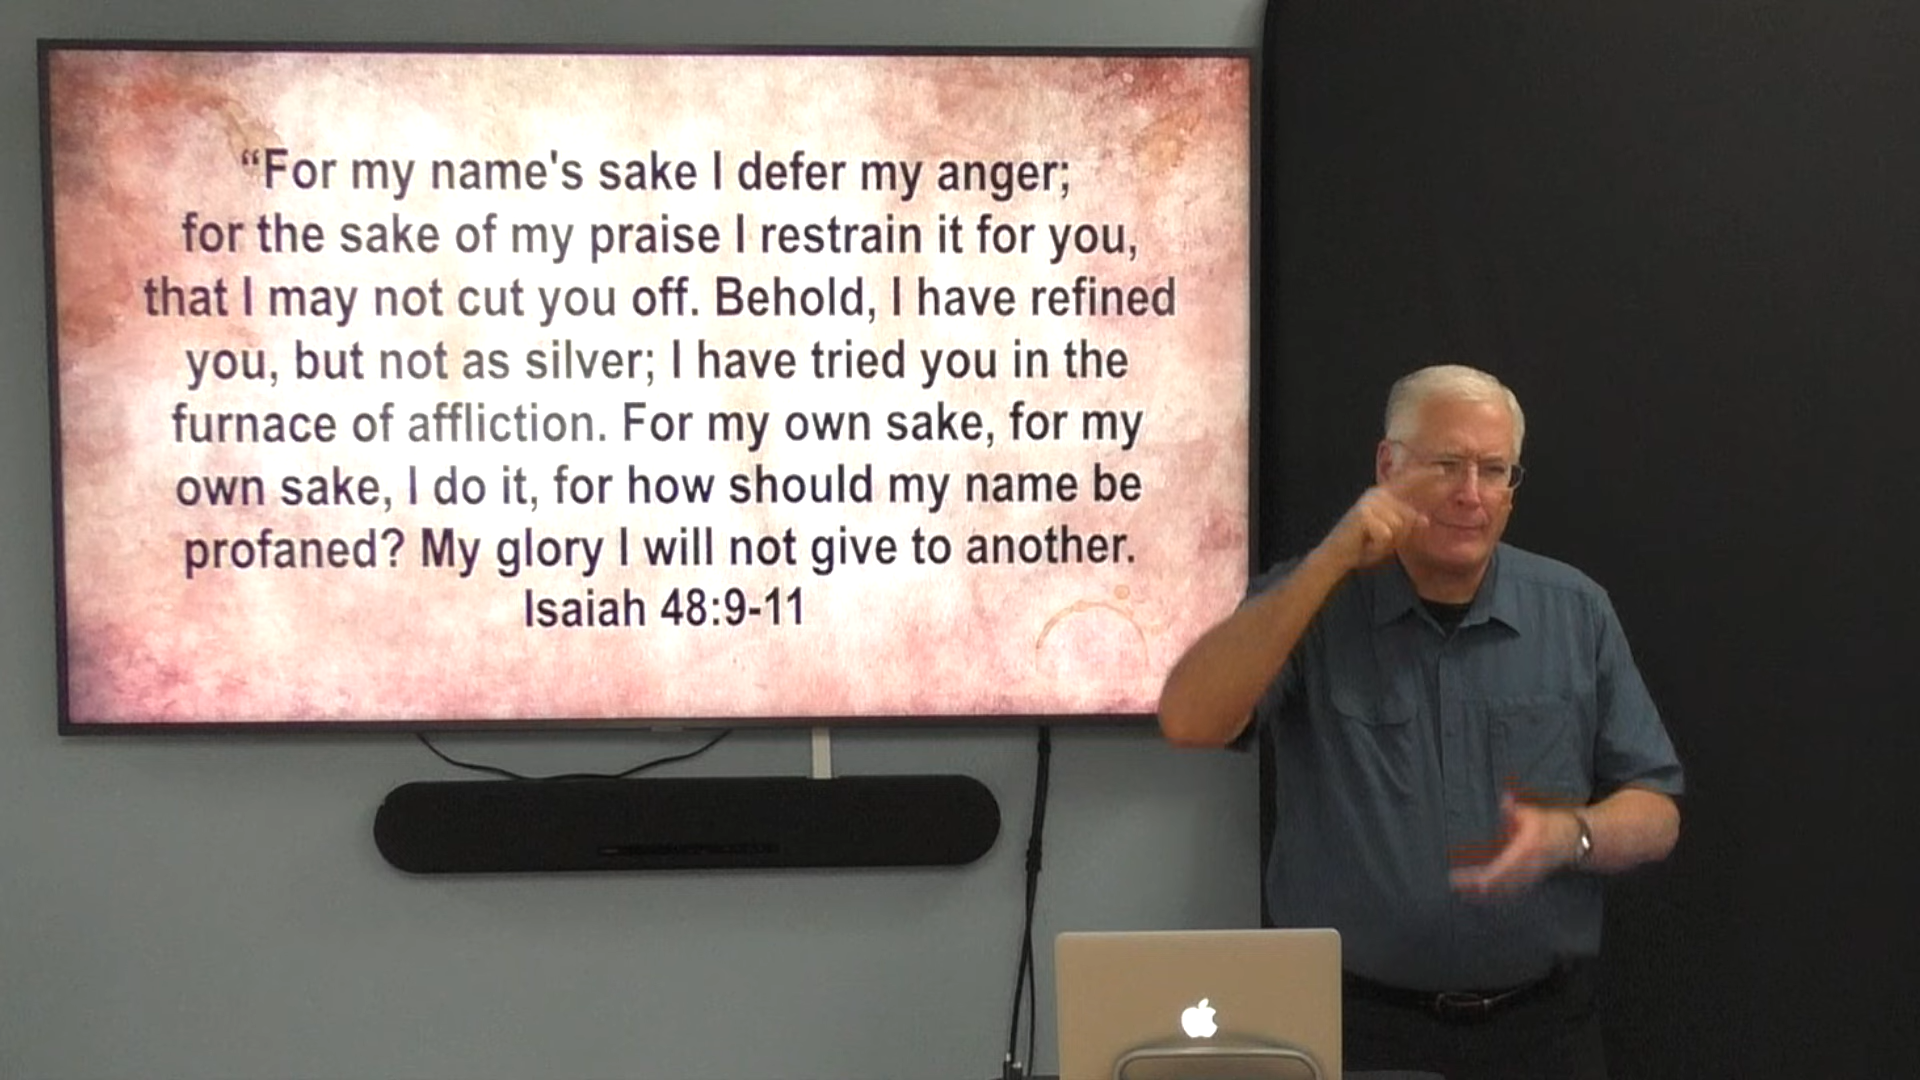 “For my name's sake I defer my anger;
for the sake of my praise I restrain it for you,
that I may not cut you off. Behold, I have refined
you, but not as silver; I have tried you in the
furnace of affliction. For my own sake, for my
own sake, I do it, for how should my name be
profaned? My glory I will not give to another.
Isaiah 48:9-11